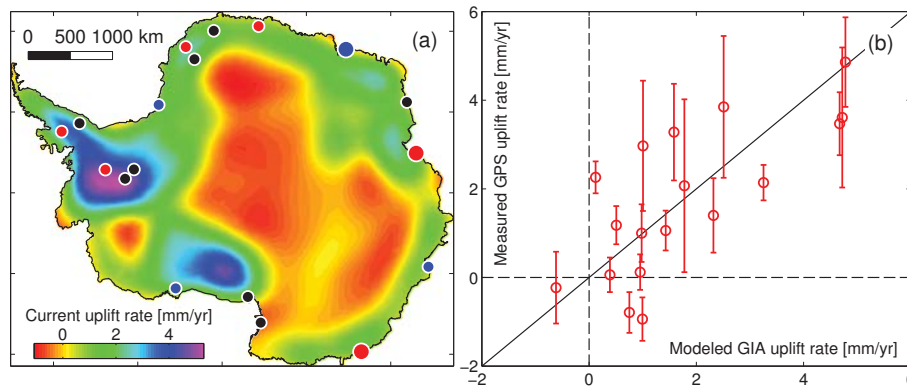 0 500 1000 km
(a)
Current uplift rate [mm/yr]
0 2 4
(b)
Measured GPS uplift rate [mm/yr]
6
4
2
0
−2
Modeled GIA uplift rate [mm/yr]
−2 0 2 4 6